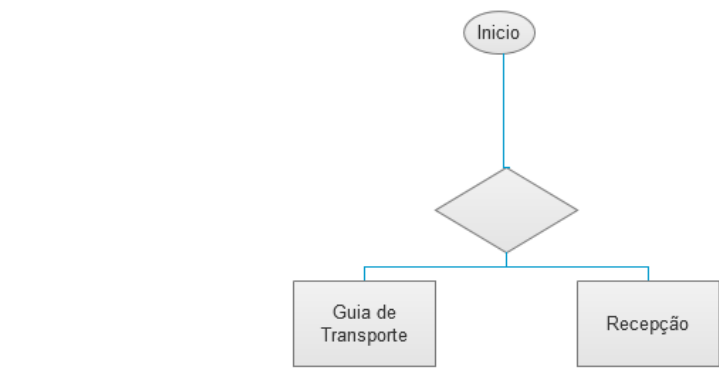 Inicio
Guia de
Transporte
Recepção